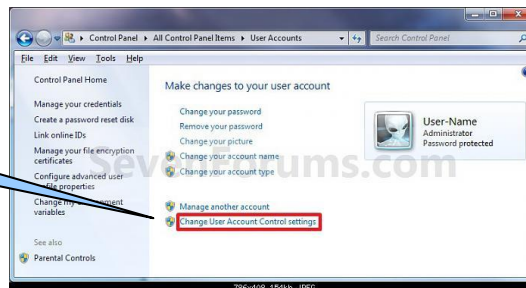 Control Panel ▸ All Control Panel Items ▸ User Accounts
Search Control Panel
File Edit View Tools Help
Control Panel Home
Manage your credentials
Create a password reset disk
Link online IDs
Manage your file encryption
certificates
Configure advanced user
profile properties
Change my environment
variables
See also
Parental Controls
Make changes to your user account
Change your password
Remove your password
Change your picture
Change your account name
Change your account type
Manage another account
Change User Account Control settings
User-Name
Administrator
Password protected
SevenForums.com
786x408 154kb JPEG